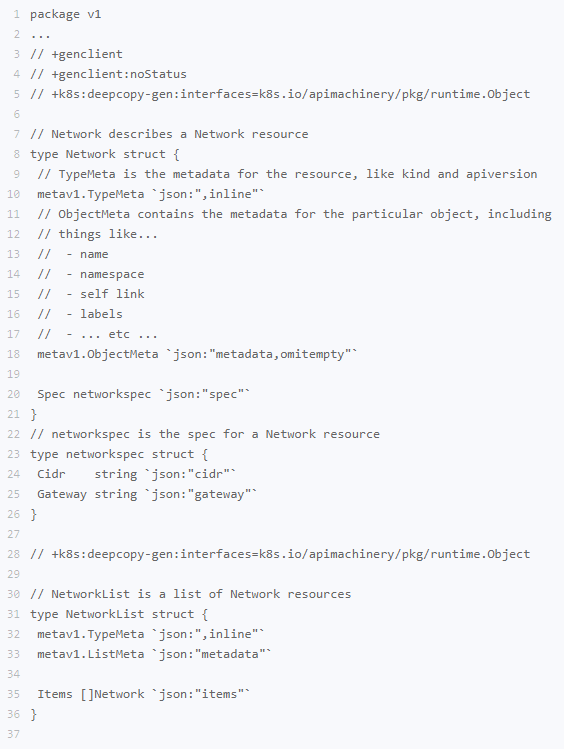 1 package v1
2 ...
3 // +genclient
4 // +genclient:noStatus
5 // +k8s:deepcopy-gen:interfaces=k8s.io/apimachinery/pkg/runtime.Object
6
7 // Network describes a Network resource
8 type Network struct {
9  // TypeMeta is the metadata for the resource, like kind and apiversion
10  metav1.TypeMeta `json:",inline"`
11  // ObjectMeta contains the metadata for the particular object, including
12  // things like...
13  //  - name
14  //  - namespace
15  //  - self link
16  //  - labels
17  //  - ... etc ...
18  metav1.ObjectMeta `json:"metadata,omitempty"`
19
20  Spec networkspec `json:"spec"`
21 }
22 // networkspec is the spec for a Network resource
23 type networkspec struct {
24  Cidr    string `json:"cidr"`
25  Gateway string `json:"gateway"`
26 }
27
28 // +k8s:deepcopy-gen:interfaces=k8s.io/apimachinery/pkg/runtime.Object
29
30 // NetworkList is a list of Network resources
31 type NetworkList struct {
32  metav1.TypeMeta `json:",inline"`
33  metav1.ListMeta `json:"metadata"`
34
35  Items []Network `json:"items"`
36 }
37